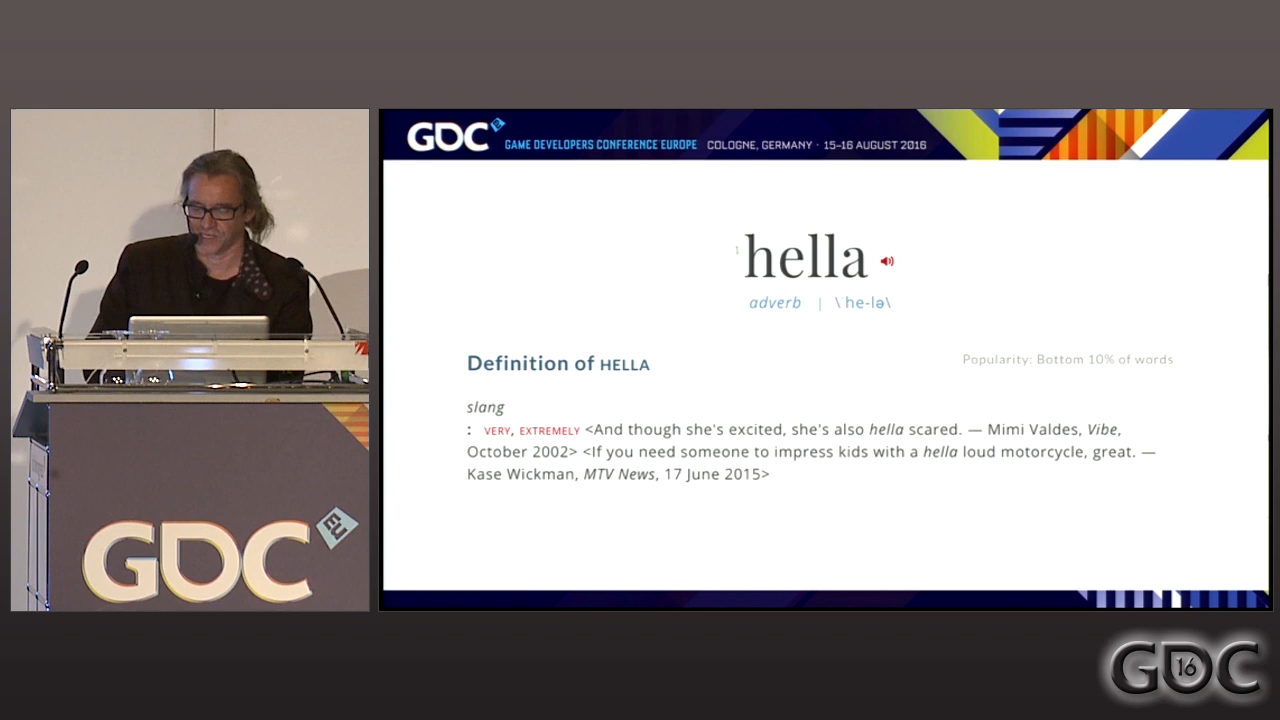 GDC EU
GAME DEVELOPERS CONFERENCE EUROPE COLOGNE, GERMANY · 15-16 AUGUST 2016
hella
adverb | \ˈhe-lə\
Definition of HELLA
Popularity: Bottom 10% of words
slang
: VERY, EXTREMELY <And though she's excited, she's also hella scared. — Mimi Valdes, Vibe,
October 2002> <If you need someone to impress kids with a hella loud motorcycle, great. —
Kase Wickman, MTV News, 17 June 2015>
GDC EU
GDC 16